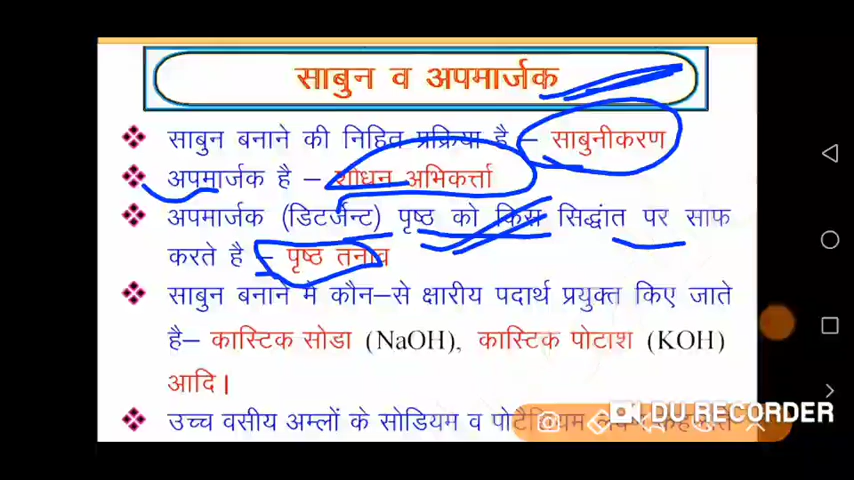 साबुन व अपमार्जक
साबुन बनाने की निहित प्रक्रिया है – साबुनीकरण
अपमार्जक है – शोधन अभिकर्त्ता
अपमार्जक (डिटर्जेन्ट) पृष्ठ को किस सिद्धांत पर साफ
करते है – पृष्ठ तनाव
साबुन बनाने में कौन–से क्षारीय पदार्थ प्रयुक्त किए जाते
है– कास्टिक सोडा (NaOH), कास्टिक पोटाश (KOH)
आदि।
उच्च वसीय अम्लों के सोडियम व पोटैशियम
DU RECORDER